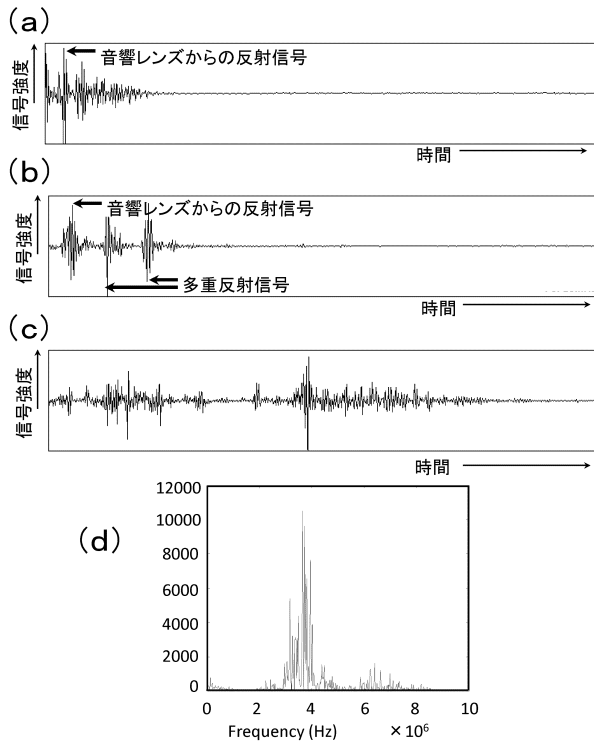 (a)
音響レンズからの反射信号
信号強度
時間
(b)
音響レンズからの反射信号
多重反射信号
信号強度
時間
(c)
信号強度
時間
(d)
12000
10000
8000
6000
4000
2000
0
0 2 4 6 8 10
Frequency (Hz) × 10⁶